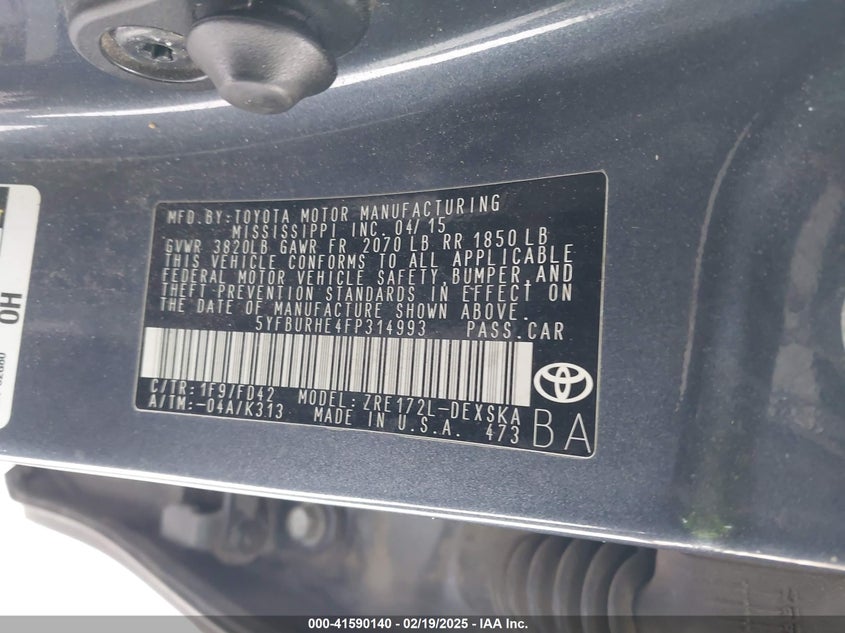 MFD.BY:TOYOTA MOTOR MANUFACTURING
MISSISSIPPI INC. 04/15
GVWR 3820LB GAWR FR 2070 LB RR 1850 LB
THIS VEHICLE CONFORMS TO ALL APPLICABLE
FEDERAL MOTOR VEHICLE SAFETY,BUMPER,AND
THEFT PREVENTION STANDARDS IN EFFECT ON
THE DATE OF MANUFACTURE SHOWN ABOVE.
5YFBURHE4FP314993 PASS.CAR
C/TR:1F9/FD42 MODEL:ZRE172L-DEXSKA
A/TM:-04A/K313 MADE IN U.S.A. 473
BA
OH
000-41590140 - 02/19/2025 - IAA Inc.